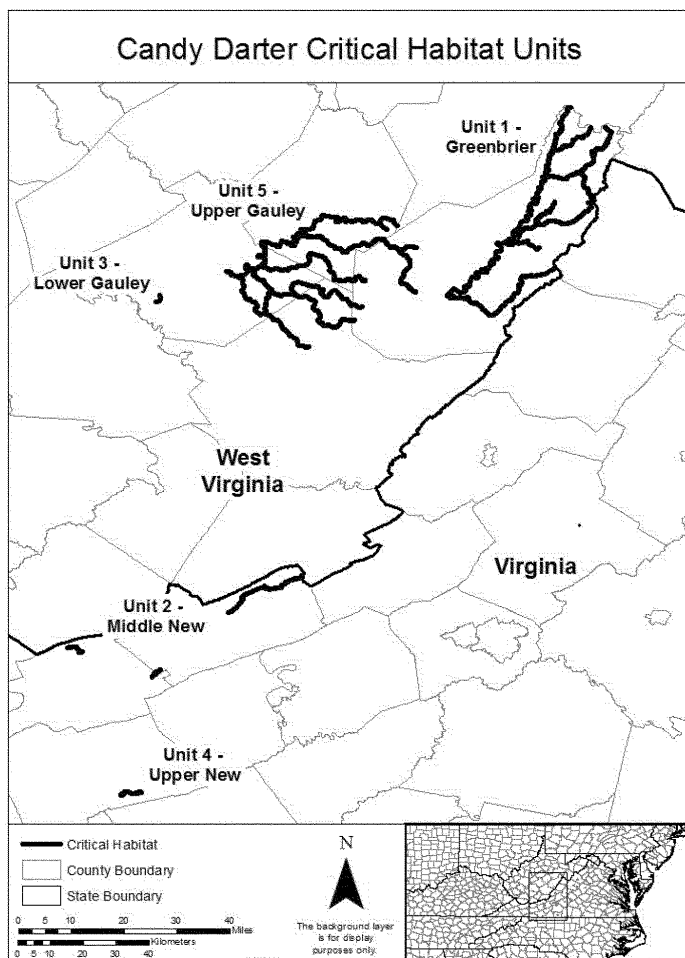 Candy Darter Critical Habitat Units
Unit 1 -
Greenbrier
Unit 5 -
Upper Gauley
Unit 3 -
Lower Gauley
West
Virginia
Virginia
Unit 2 -
Middle New
Unit 4 -
Upper New
Critical Habitat
County Boundary
State Boundary
0 5 10 20 30 40
Miles
Kilometers
0 5 10 20 30 40
N
The background layer
is for display
purposes only.